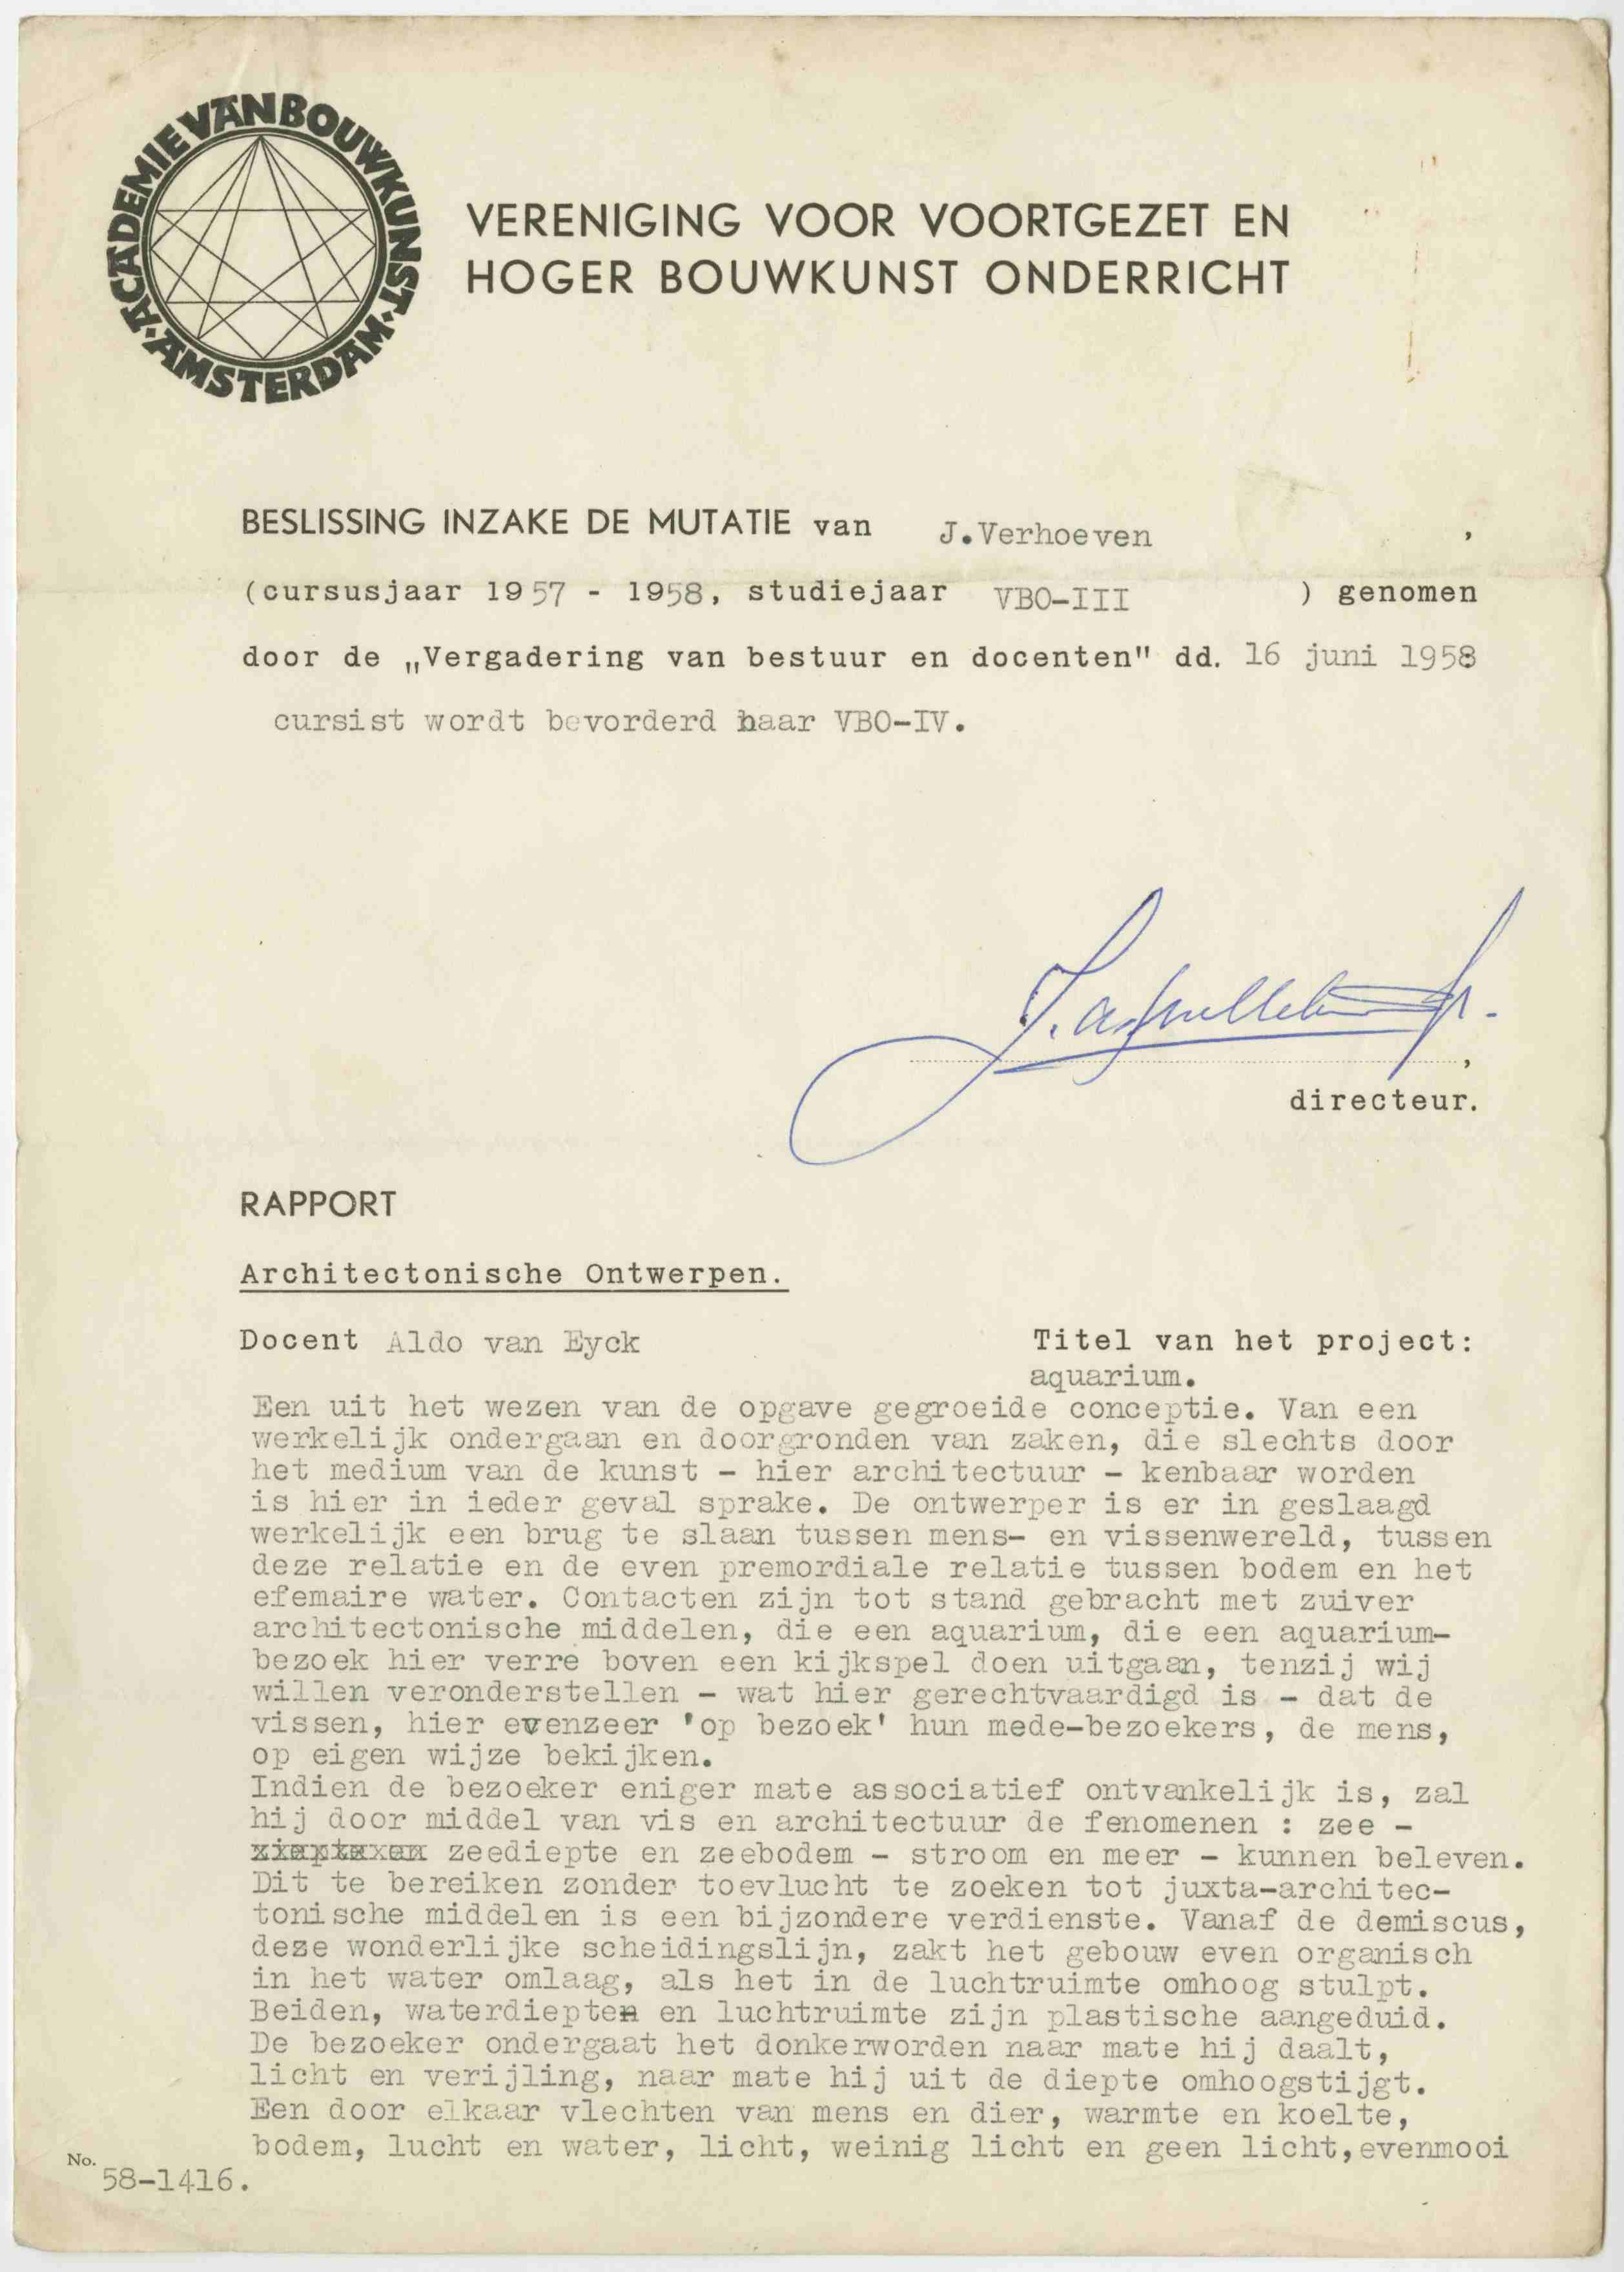 ACADEMIE VAN BOUWKUNST · AMSTERDAM ·
VERENIGING VOOR VOORTGEZET EN
HOGER BOUWKUNST ONDERRICHT
BESLISSING INZAKE DE MUTATIE van J.Verhoeven ,
(cursusjaar 1957 - 1958, studiejaar VBO-III ) genomen
door de „Vergadering van bestuur en docenten" dd. 16 juni 1958
cursist wordt bevorderd naar VBO-IV.
,
directeur.
RAPPORT
Architectonische Ontwerpen.
Docent Aldo van Eyck Titel van het project:
aquarium.
Een uit het wezen van de opgave gegroeide conceptie. Van een
werkelijk ondergaan en doorgronden van zaken, die slechts door
het medium van de kunst - hier architectuur - kenbaar worden
is hier in ieder geval sprake. De ontwerper is er in geslaagd
werkelijk een brug te slaan tussen mens- en vissenwereld, tussen
deze relatie en de even premordiale relatie tussen bodem en het
efemaire water. Contacten zijn tot stand gebracht met zuiver
architectonische middelen, die een aquarium, die een aquarium-
bezoek hier verre boven een kijkspel doen uitgaan, tenzij wij
willen veronderstellen - wat hier gerechtvaardigd is - dat de
vissen, hier evenzeer 'op bezoek' hun mede-bezoekers, de mens,
op eigen wijze bekijken.
Indien de bezoeker eniger mate associatief ontvankelijk is, zal
hij door middel van vis en architectuur de fenomenen : zee -
zeediepte en zeebodem - stroom en meer - kunnen beleven.
Dit te bereiken zonder toevlucht te zoeken tot juxta-architec-
tonische middelen is een bijzondere verdienste. Vanaf de demiscus,
deze wonderlijke scheidingslijn, zakt het gebouw even organisch
in het water omlaag, als het in de luchtruimte omhoog stulpt.
Beiden, waterdiepten en luchtruimte zijn plastische aangeduid.
De bezoeker ondergaat het donkerworden naar mate hij daalt,
licht en verijling, naar mate hij uit de diepte omhoogstijgt.
Een door elkaar vlechten van mens en dier, warmte en koelte,
bodem, lucht en water, licht, weinig licht en geen licht,evenmooi
No. 58-1416.